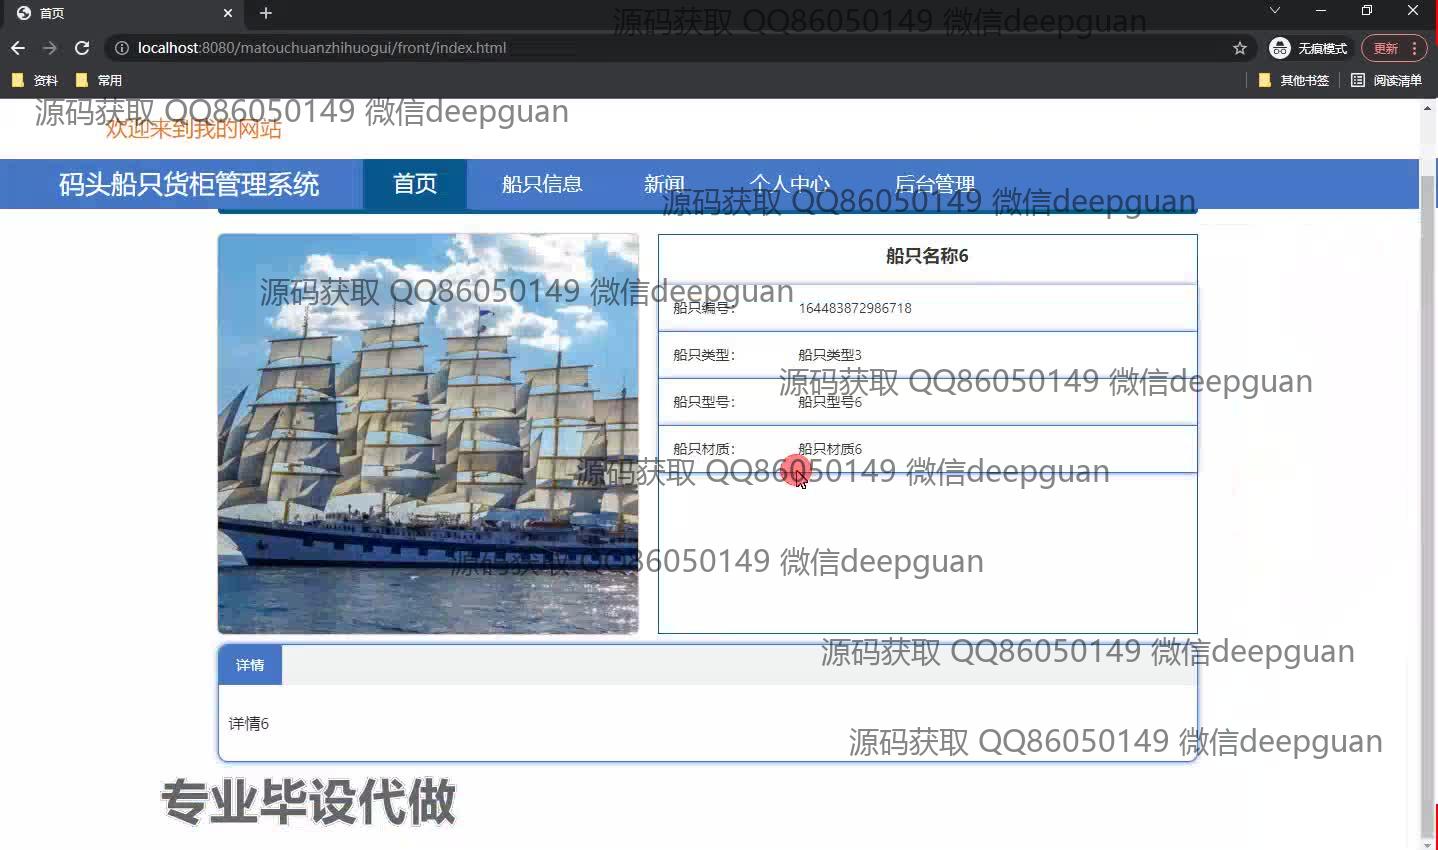 首页
源码获取 QQ86050149 微信deepguan
localhost:8080/matouchuanzhihuogui/front/index.html
无痕模式
更新
资料
常用
其他书签
阅读清单
源码获取 QQ86050149 微信deepguan
欢迎来到我的网站
码头船只货柜管理系统
首页
船只信息
新闻
个人中心
后台管理
源码获取 QQ86050149 微信deepguan
船只名称6
源码获取 QQ86050149 微信deepguan
船只编号：
164483872986718
船只类型：
船只类型3
源码获取 QQ86050149 微信deepguan
船只型号：
船只型号6
船只材质：
船只材质6
源码获取 QQ86050149 微信deepguan
源码获取 QQ86050149 微信deepguan
源码获取 QQ86050149 微信deepguan
详情
详情6
源码获取 QQ86050149 微信deepguan
专业毕设代做